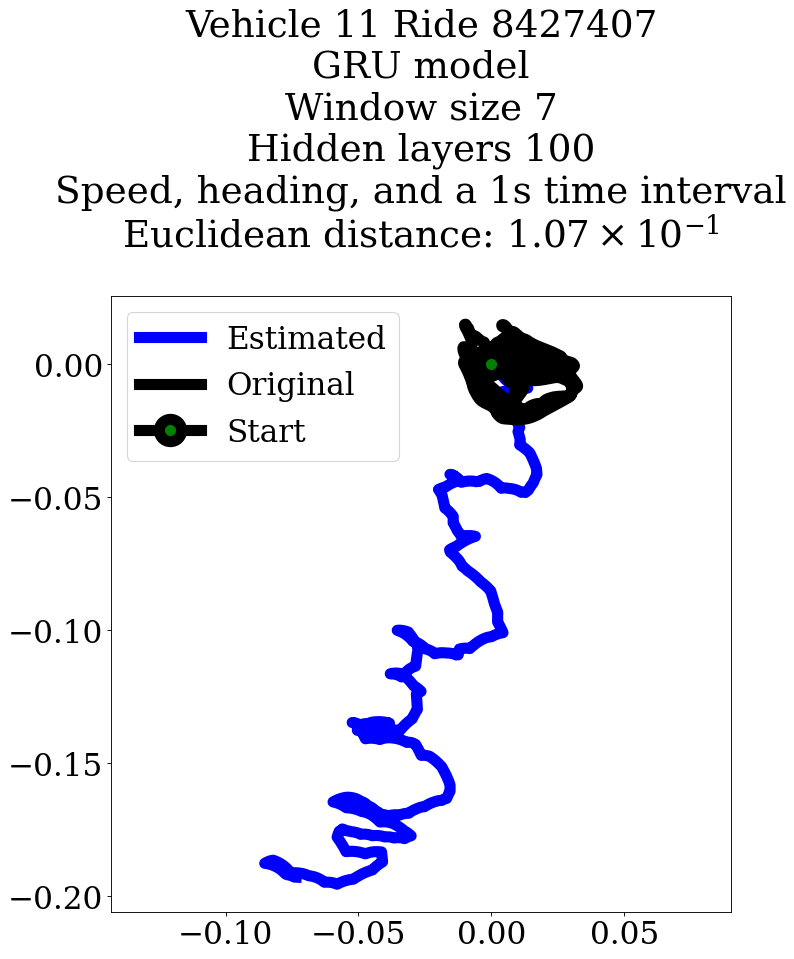 Vehicle 11 Ride 8427407
GRU model
Window size 7
Hidden layers 100
Speed, heading, and a 1s time interval
Euclidean distance: 1.07 × 10⁻¹
Estimated
Original
Start
0.00
−0.05
−0.10
−0.15
−0.20
−0.10 −0.05 0.00 0.05